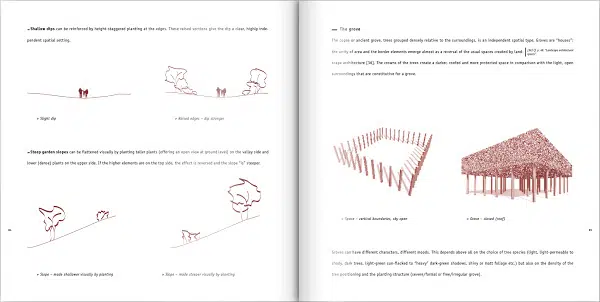 —Shallow dips can be reinforced by height-staggered planting at the edges. These raised episodes give the dip a clear, highly inde-
pendent spatial setting.
> Slight dip
> Raised edges – dip stronger
—Steep garden slopes can be flattened visually by planting taller plants (offering an open view at ground level) on the valley side and
lower (dense) plants on the upper side. If the higher elements are on the top side, the effect is reversed and the slope "is" steeper.
> Slope – made shallower visually by planting
> Slope – made steeper visually by planting
— The grove
The copse or ancient grove, trees grouped densely relative to the surroundings, is an independent spatial type. Groves are "houses":
the unity of area and the border elements emerge almost as a reversal of the usual spaces created by land-
scape architecture [36]. The crowns of the trees create a darker, roofed and more protected space in comparison with the light, open
surroundings that are constitutive for a grove.
> Space – vertical boundaries, sky open
> Grove – closed (roof)
Groves can have different characters, different moods. This depends above all on the choice of tree species (light, light-permeable to
shady, dark trees, light-green sun-flecked to "heavy" dark-green shadows, shiny or matt foliage etc.) but also on the density of the
tree positioning and the planting structure (severe/formal or free/irregular grove).